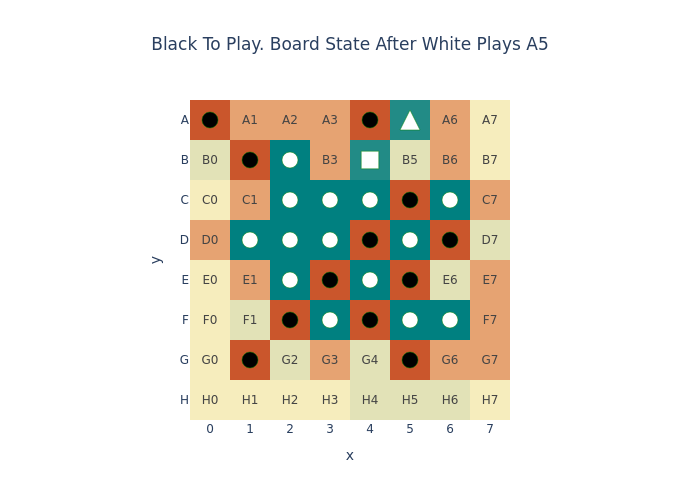 Black To Play. Board State After White Plays A5
A A1 A2 A3 A6 A7
B B0 B3 B5 B6 B7
C C0 C1 C7
D D0 D7
E E0 E1 E6 E7
F F0 F1 F7
G G0 G2 G3 G4 G6 G7
H H0 H1 H2 H3 H4 H5 H6 H7
0 1 2 3 4 5 6 7
x
y